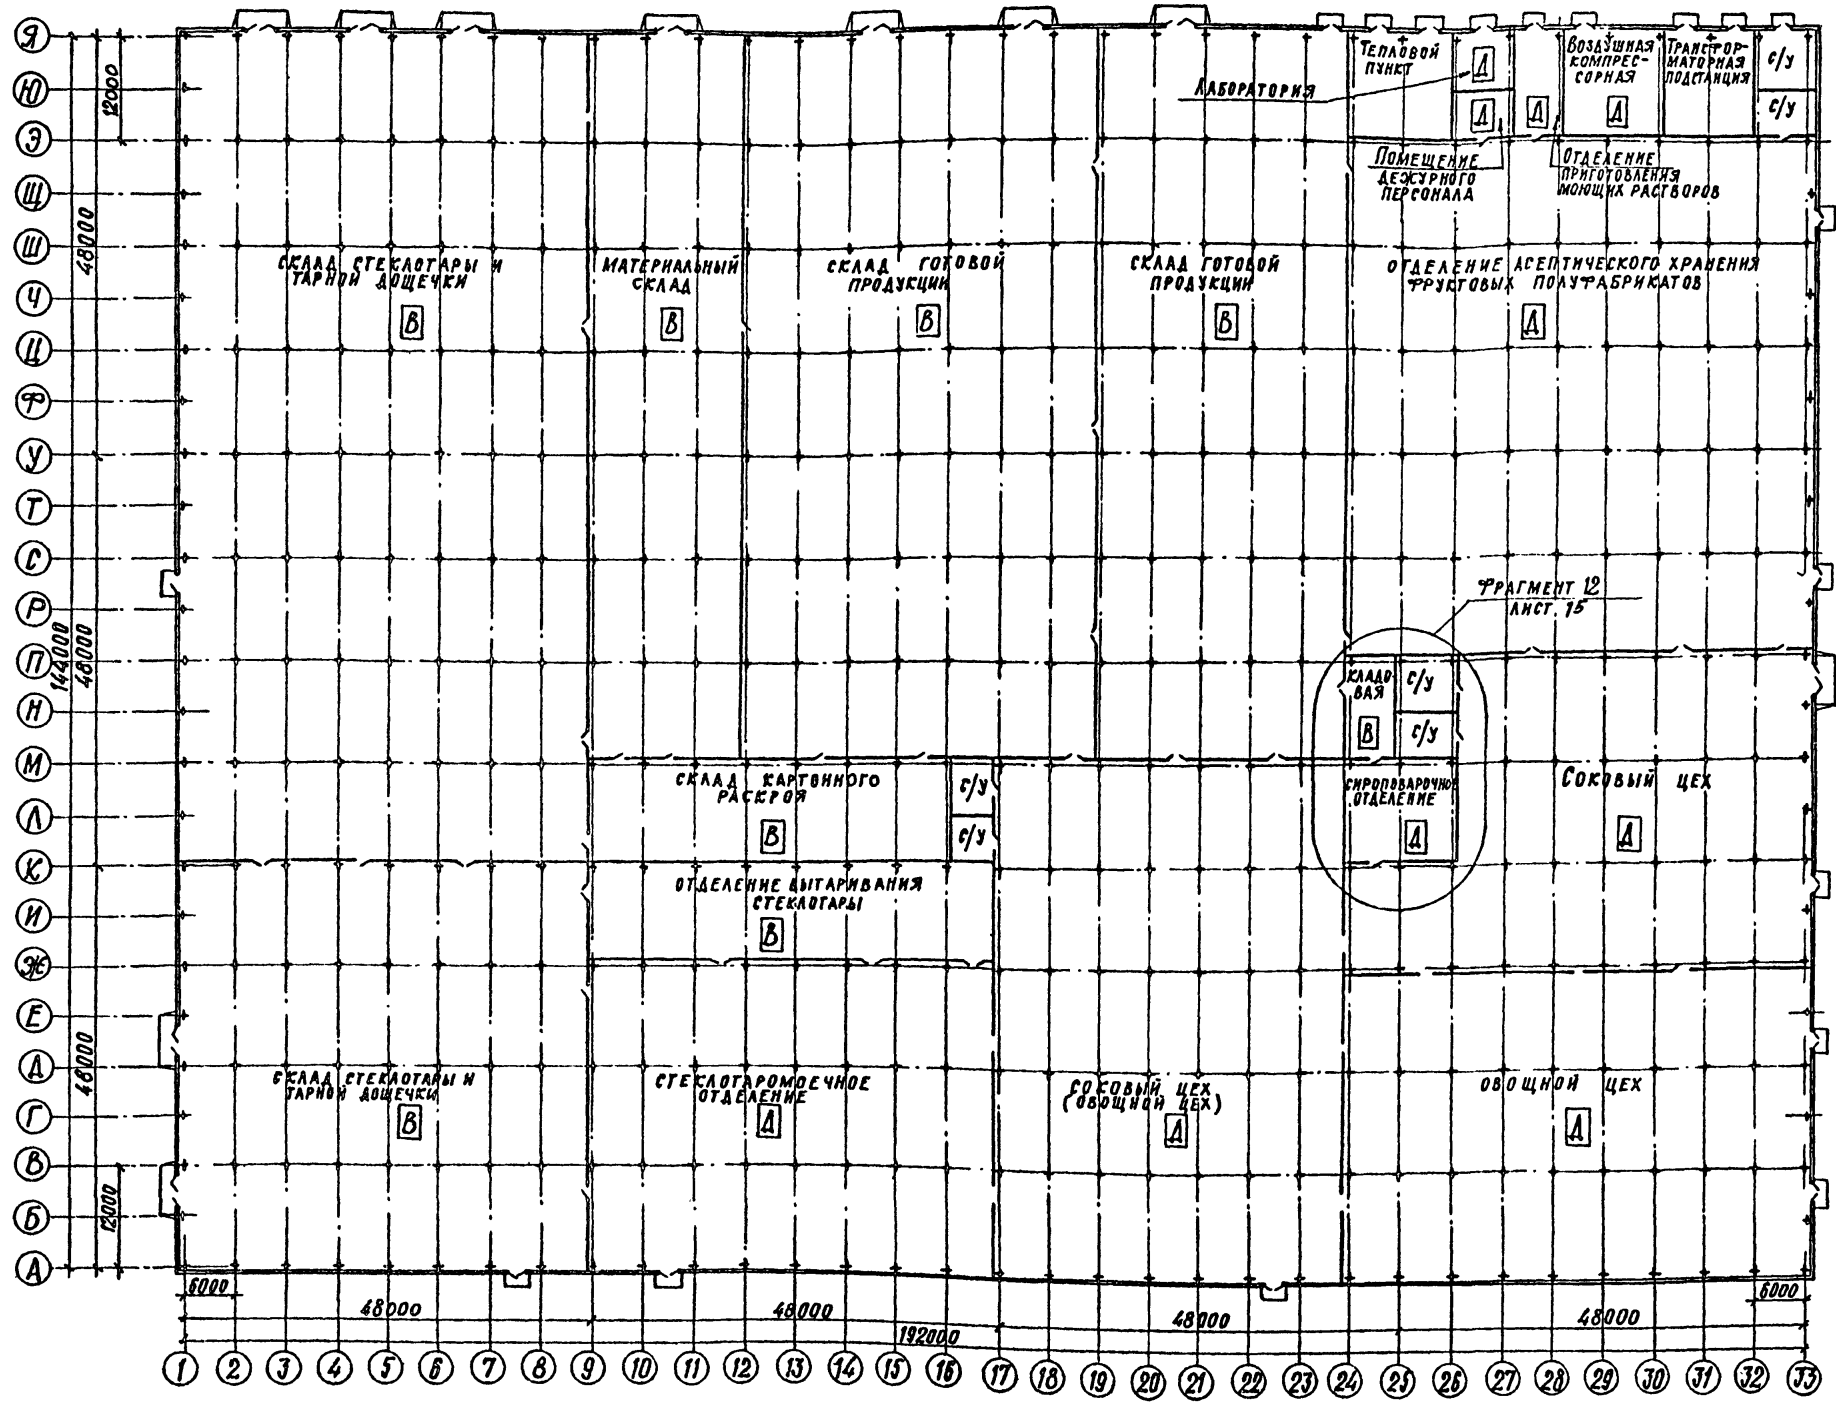 Я
Ю
Э
Щ
Ш
Ч
Ц
Ф
У
Т
С
Р
П
Н
М
Л
К
И
Ж
Е
Д
Г
В
Б
А
12000
48000
144000
48000
48000
12000
ТЕПЛОВОЙ
ПУНКТ
ЛАБОРАТОРИЯ
Д
Д
Д
ВОЗДУШНАЯ
КОМПРЕС-
СОРНАЯ
Д
ТРАНСФОР-
МАТОРНАЯ
ПОДСТАНЦИЯ
С/У
С/У
ПОМЕЩЕНИЕ
ДЕЖУРНОГО
ПЕРСОНАЛА
ОТДЕЛЕНИЕ
ПРИГОТОВЛЕНИЯ
МОЮЩИХ РАСТВОРОВ
СКЛАД СТЕКЛОТАРЫ И
ТАРНОЙ ДОЩЕЧКИ
В
МАТЕРИАЛЬНЫЙ
СКЛАД
В
СКЛАД ГОТОВОЙ
ПРОДУКЦИИ
В
СКЛАД ГОТОВОЙ
ПРОДУКЦИИ
В
ОТДЕЛЕНИЕ АСЕПТИЧЕСКОГО ХРАНЕНИЯ
ФРУКТОВЫХ ПОЛУФАБРИКАТОВ
Д
ФРАГМЕНТ 12
ЛИСТ. 15
КЛАДО-
ВАЯ
В
С/У
С/У
СКЛАД КАРТОННОГО
РАСКРОЯ
В
С/У
С/У
СИРОПОВАРОЧНОЕ
ОТДЕЛЕНИЕ
Д
СОКОВЫЙ ЦЕХ
Д
ОТДЕЛЕНИЕ ВЫТАРИВАНИЯ
СТЕКЛОТАРЫ
В
СКЛАД СТЕКЛОТАРЫ И
ТАРНОЙ ДОЩЕЧКИ
В
СТЕКЛОТАРОМОЕЧНОЕ
ОТДЕЛЕНИЕ
Д
СОКОВЫЙ ЦЕХ
(ОВОЩНОЙ ЦЕХ)
Д
ОВОЩНОЙ ЦЕХ
Д
6000
6000
48000
48000
48000
48000
192000
1 2 3 4 5 6 7 8 9 10 11 12 13 14 15 16 17 18 19 20 21 22 23 24 25 26 27 28 29 30 31 32 33